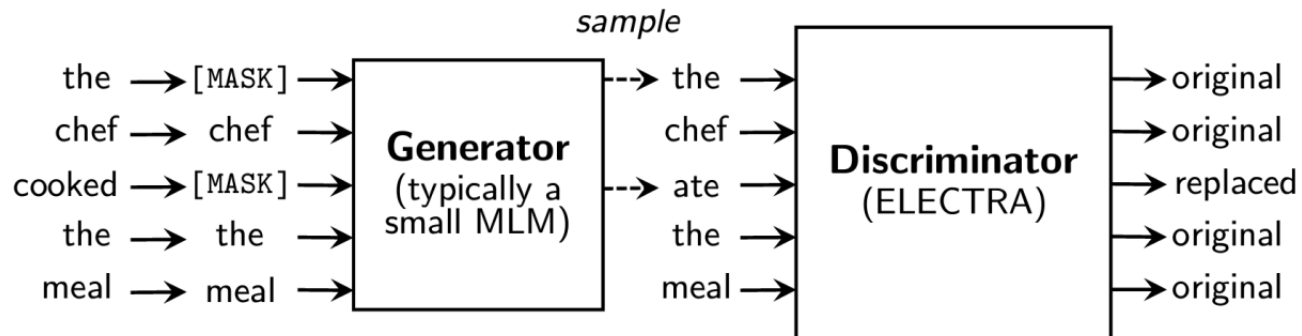 sample
the [MASK] the original
chef chef chef original
cooked [MASK] ate replaced
the the the original
meal meal meal original
Generator
(typically a
small MLM)
Discriminator
(ELECTRA)